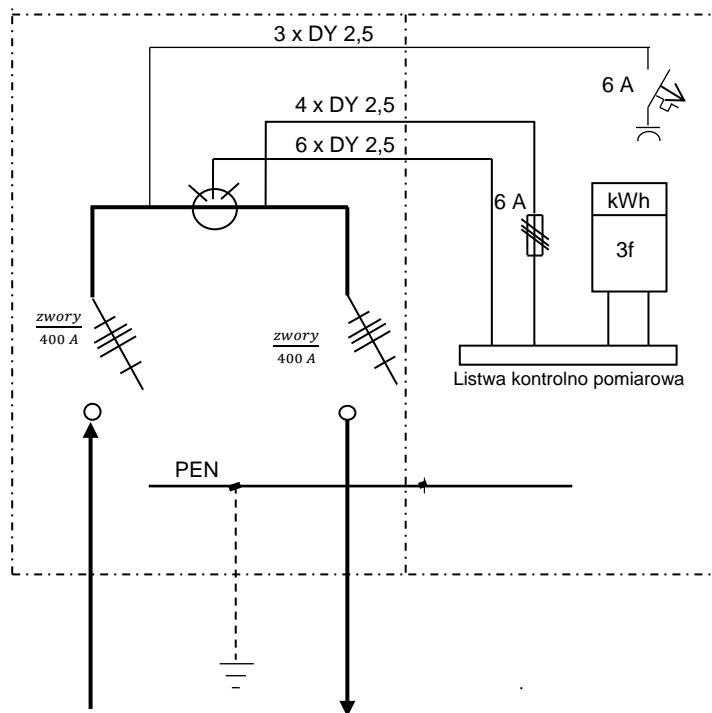 3 x DY 2,5
6 A
4 x DY 2,5
6 x DY 2,5
6 A
kWh
3f
zwory
400 A
zwory
400 A
Listwa kontrolno pomiarowa
PEN